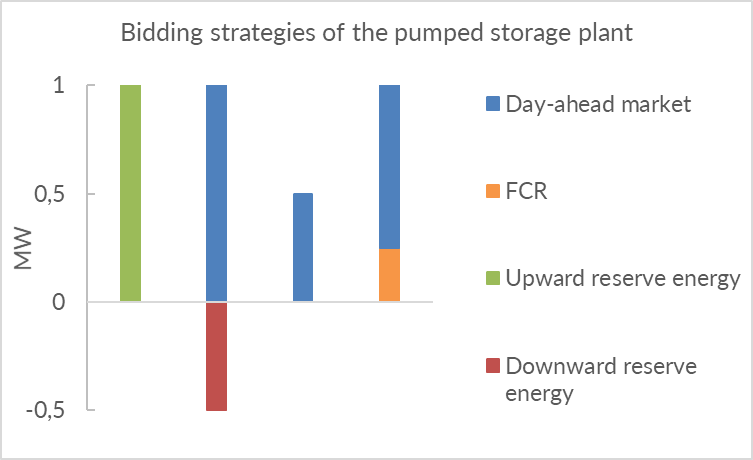 Bidding strategies of the pumped storage plant
MW
1
0,5
0
-0,5
Day-ahead market
FCR
Upward reserve energy
Downward reserve
energy